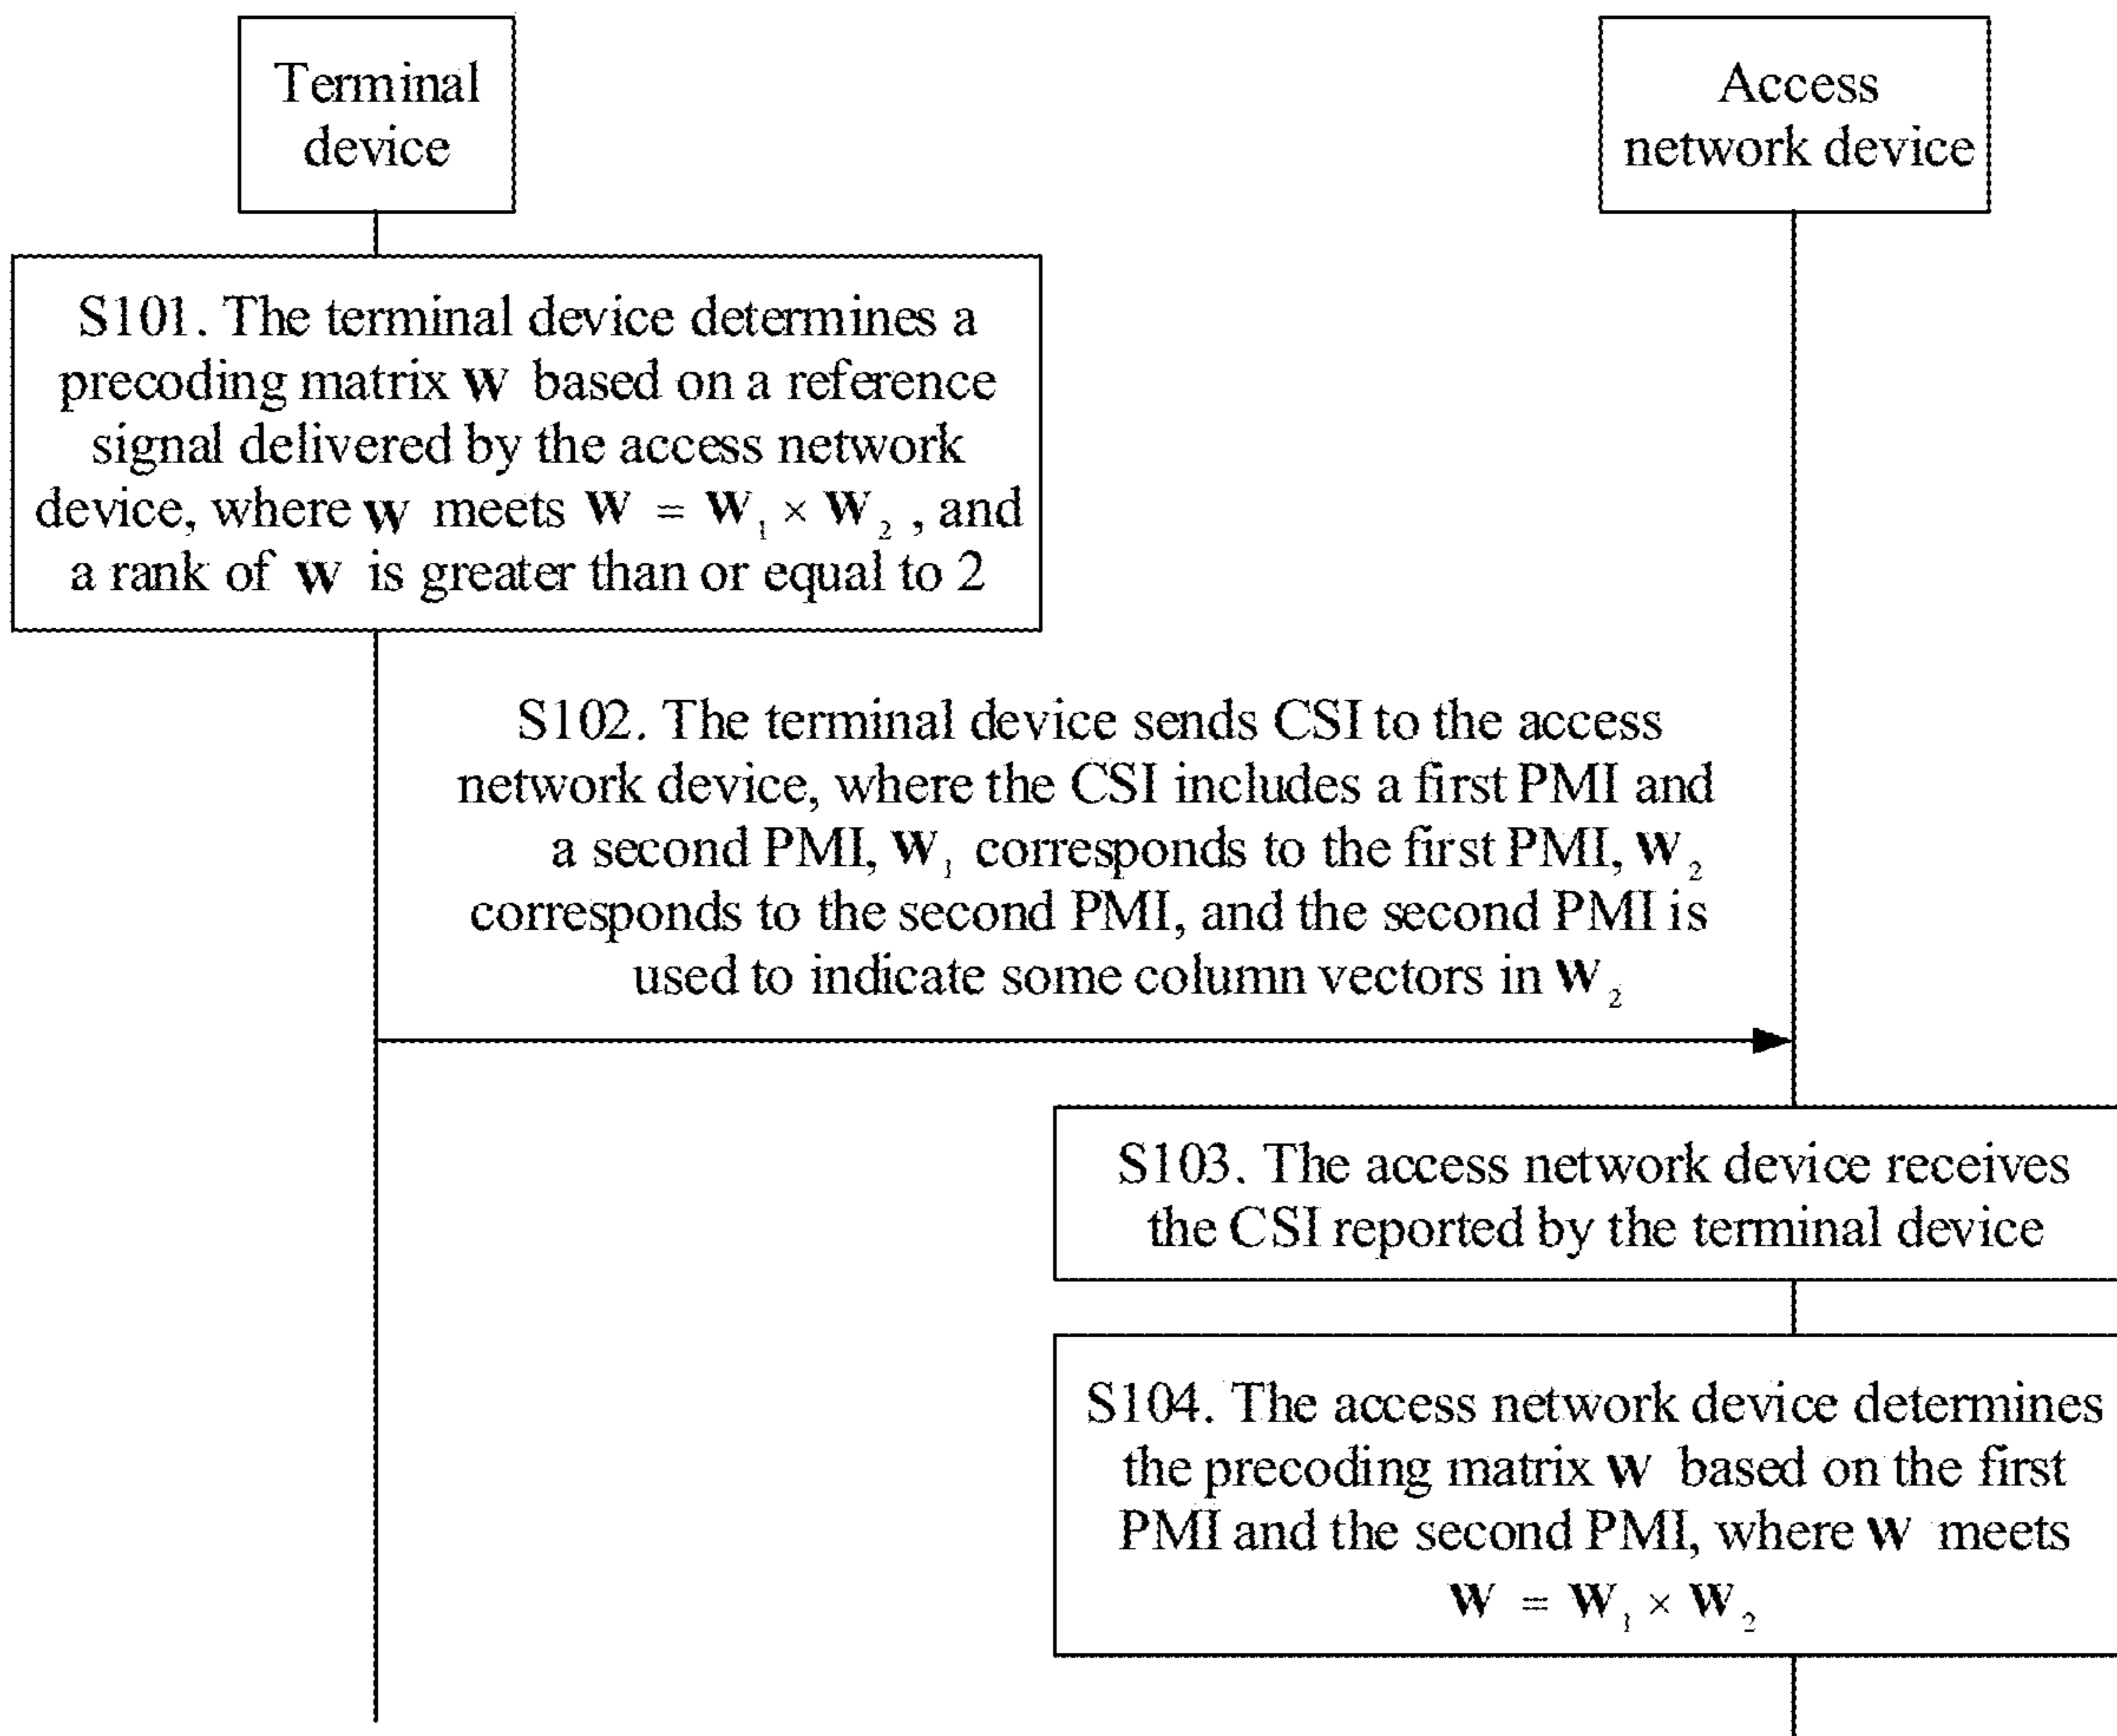 Terminal
device
Access
network device
S101. The terminal device determines a
precoding matrix W based on a reference
signal delivered by the access network
device, where W meets W = W₁ × W₂ , and
a rank of W is greater than or equal to 2
S102. The terminal device sends CSI to the access
network device, where the CSI includes a first PMI and
a second PMI, W₁ corresponds to the first PMI, W₂
corresponds to the second PMI, and the second PMI is
used to indicate some column vectors in W₂
S103. The access network device receives
the CSI reported by the terminal device
S104. The access network device determines
the precoding matrix W based on the first
PMI and the second PMI, where W meets
W = W₁ × W₂